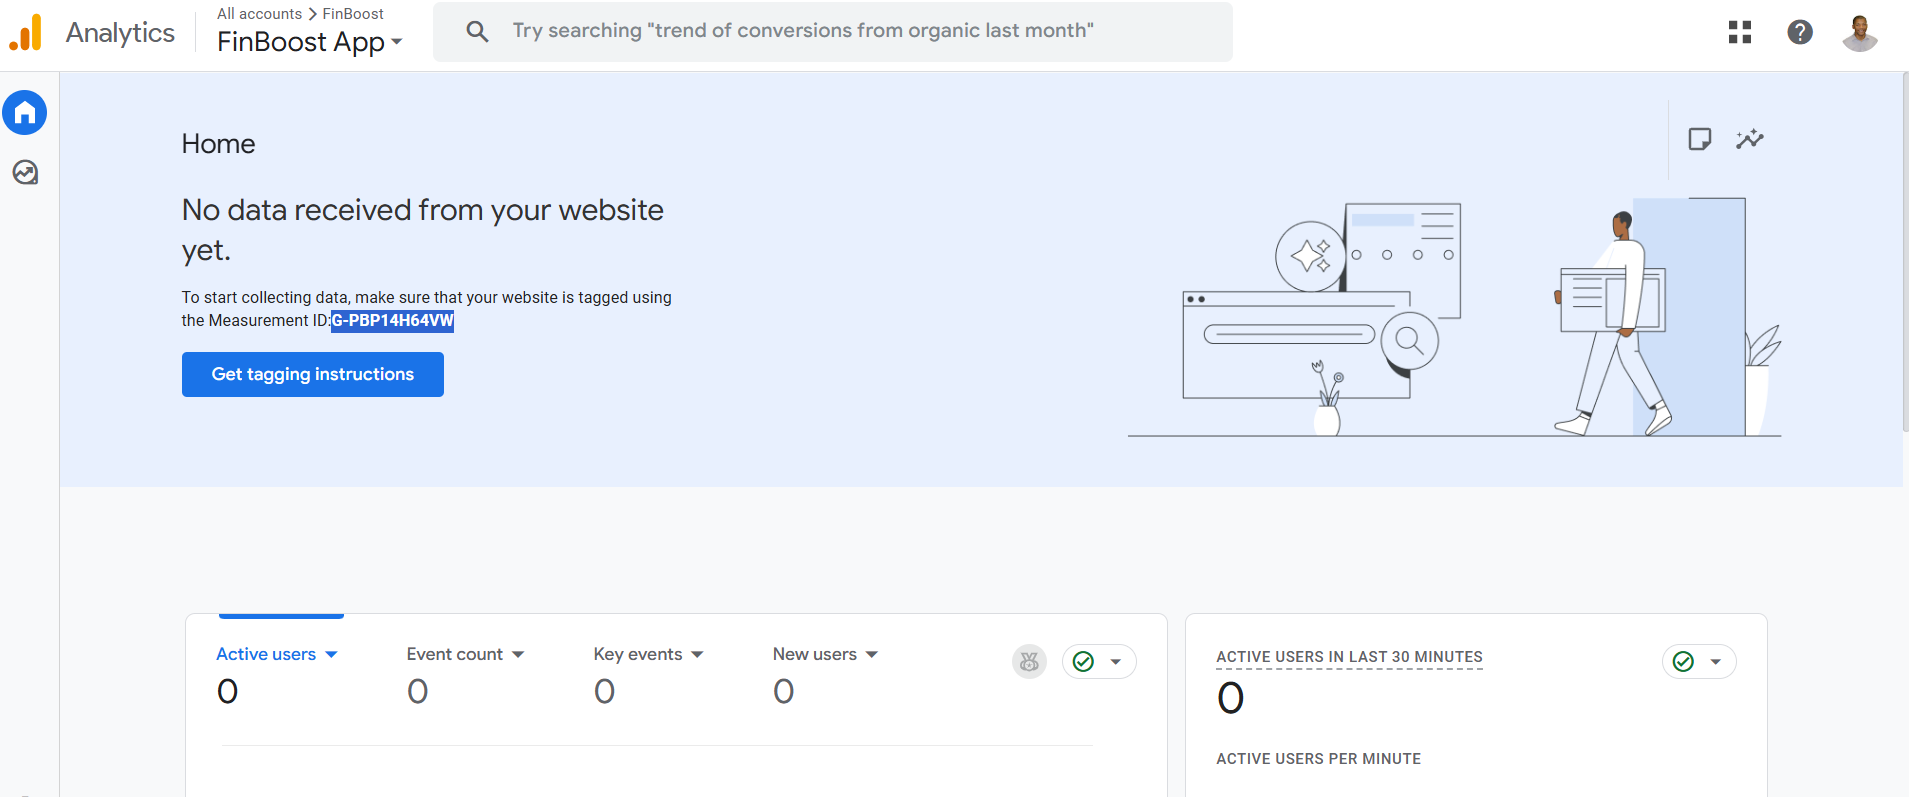 Analytics
All accounts > FinBoost
FinBoost App
Try searching "trend of conversions from organic last month"
Home
No data received from your website
yet.
To start collecting data, make sure that your website is tagged using
the Measurement ID:G-PBP14H64VW
Get tagging instructions
Active users
0
Event count
0
Key events
0
New users
0
ACTIVE USERS IN LAST 30 MINUTES
0
ACTIVE USERS PER MINUTE